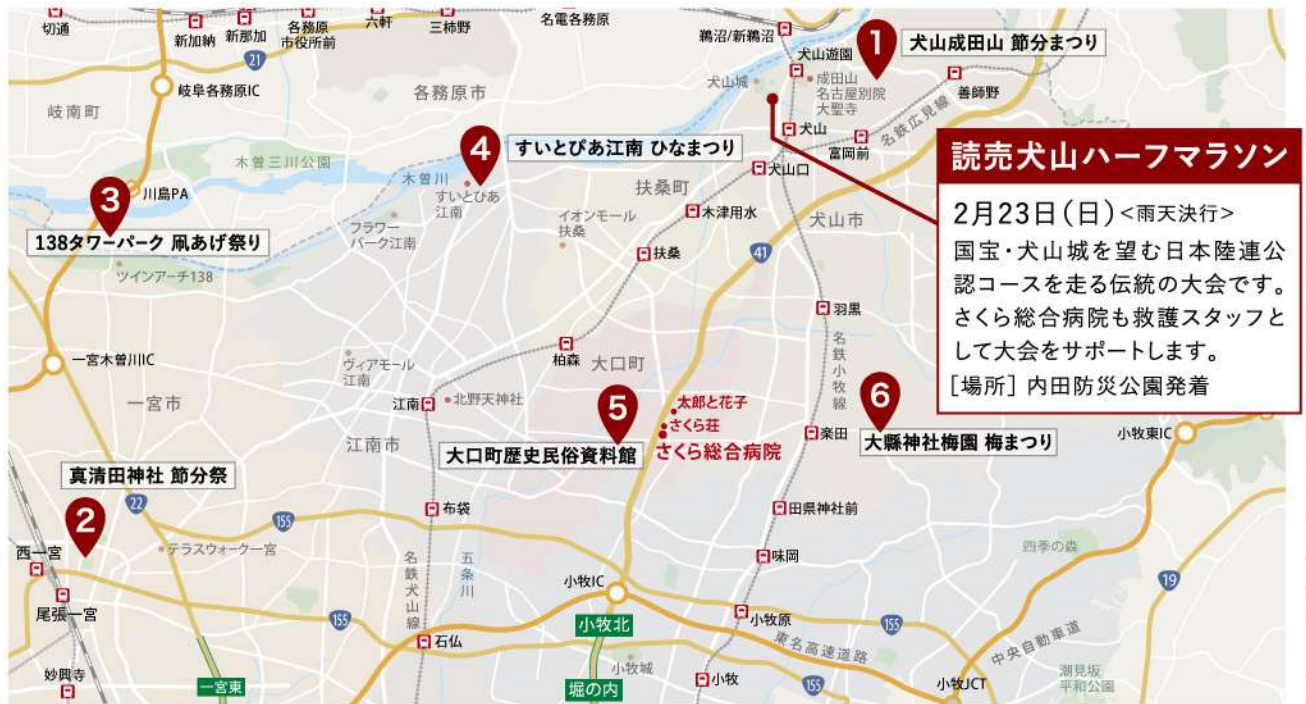 切通
新加納
新那加
各務原
市役所前
六軒
三柿野
名電各務原
鵜沼/新鵜沼
21
岐阜各務原IC
各務原市
岐南町
犬山遊園
犬山城
成田山
名古屋別院
大聖寺
1
犬山成田山 節分まつり
善師野
名鉄広見線
犬山
富岡前
犬山口
4
すいとぴあ江南 ひなまつり
木曽三川公園
木曽川
すいとぴあ
江南
扶桑町
犬山市
木津用水
3
川島PA
138タワーパーク 凧あげ祭り
ツインアーチ138
フラワー
パーク江南
イオンモール
扶桑
扶桑
41
読売犬山ハーフマラソン
2月23日(日)<雨天決行>
国宝・犬山城を望む日本陸連公
認コースを走る伝統の大会です。
さくら総合病院も救護スタッフと
して大会をサポートします。
[場所] 内田防災公園発着
羽黒
名鉄小牧線
一宮木曽川IC
一宮市
ヴィアモール
江南
柏森
大口町
江南
北野天神社
江南市
5
大口町歴史民俗資料館
太郎と花子
さくら荘
さくら総合病院
楽田
6
大縣神社梅園 梅まつり
小牧東IC
真清田神社 節分祭
2
22
155
西一宮
尾張一宮
テラスウォーク一宮
布袋
名鉄犬山線
五条川
田県神社前
味岡
四季の森
19
小牧IC
小牧北
小牧原
155
155
東名高速道路
中央自動車道
石仏
妙興寺
一宮東
堀の内
小牧城
小牧
155
小牧JCT
潮見坂
平和公園